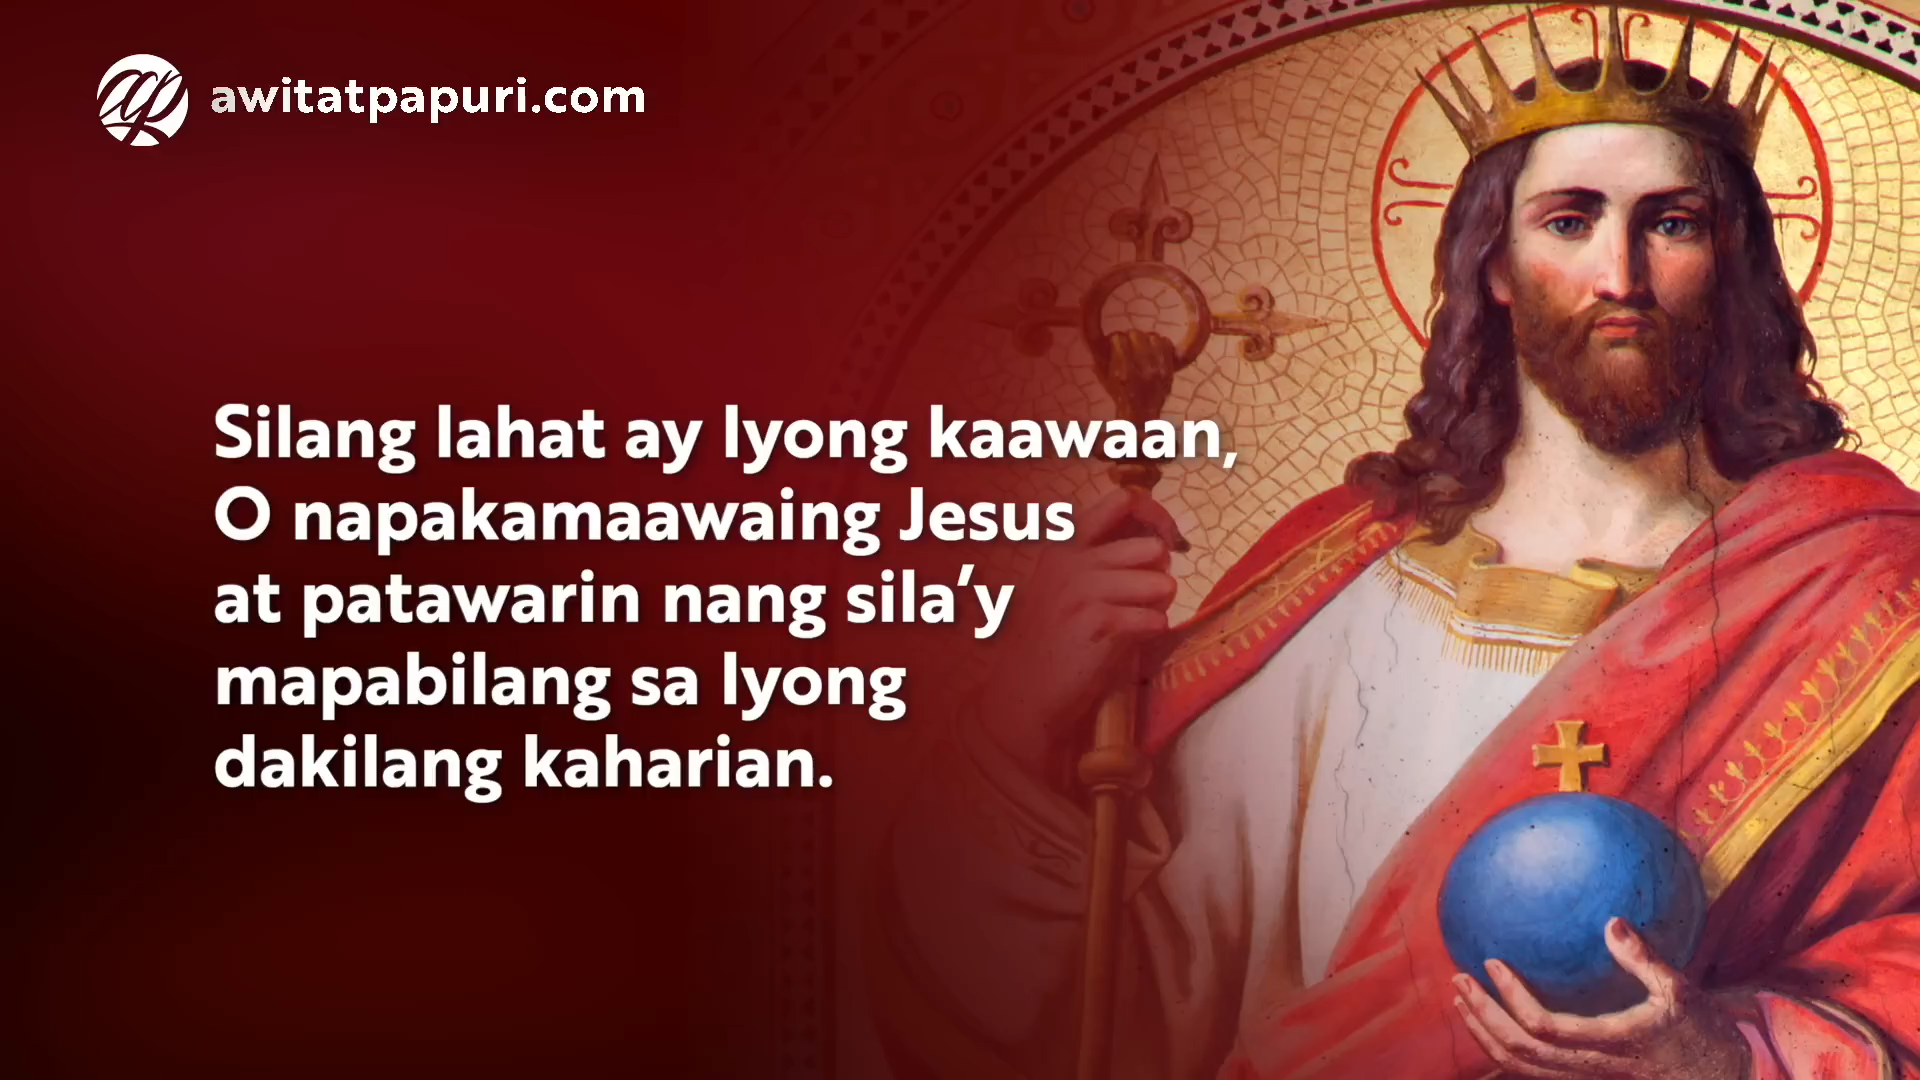 awitatpapuri.com
Silang lahat ay Iyong kaawaan,
O napakamaawaing Jesus
at patawarin nang sila’y
mapabilang sa Iyong
dakilang kaharian.